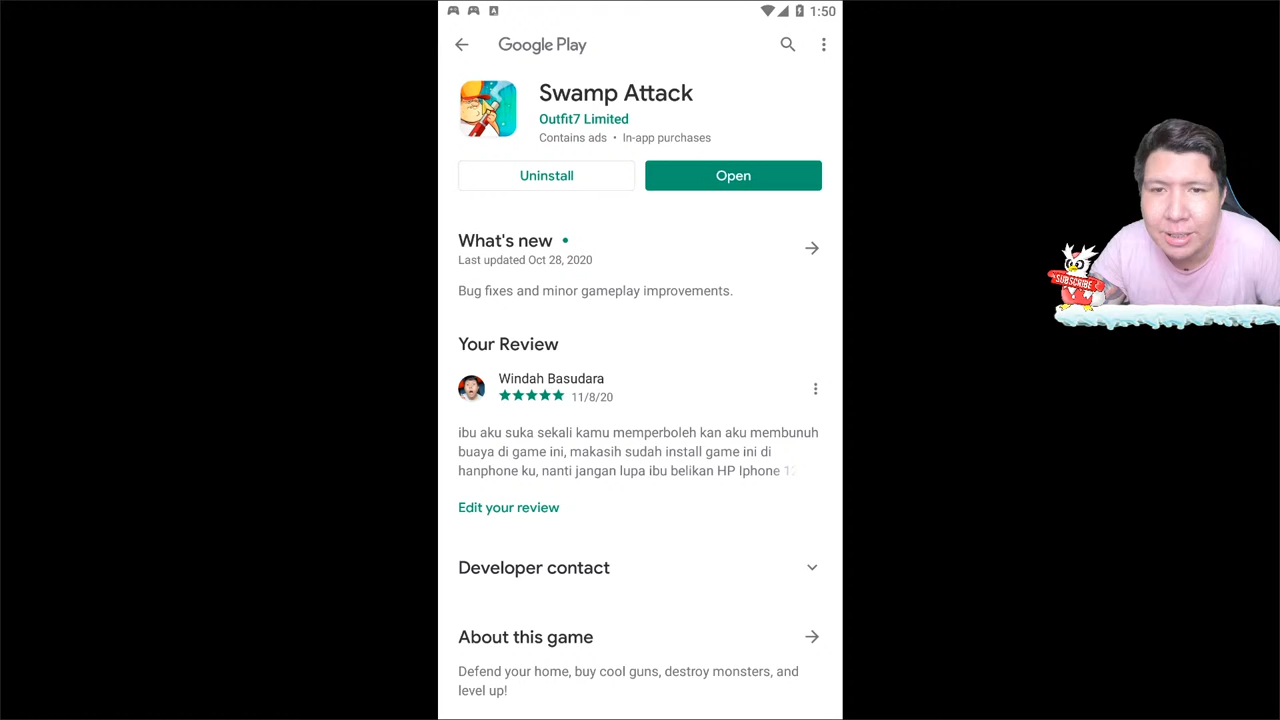 1:50
Google Play
Swamp Attack
Outfit7 Limited
Contains ads • In-app purchases
Uninstall
Open
What's new •
Last updated Oct 28, 2020
Bug fixes and minor gameplay improvements.
Your Review
Windah Basudara
11/8/20
ibu aku suka sekali kamu memperboleh kan aku membunuh
buaya di game ini, makasih sudah install game ini di
hanphone ku, nanti jangan lupa ibu belikan HP Iphone
Edit your review
Developer contact
About this game
Defend your home, buy cool guns, destroy monsters, and
level up!
SUBSCRIBE